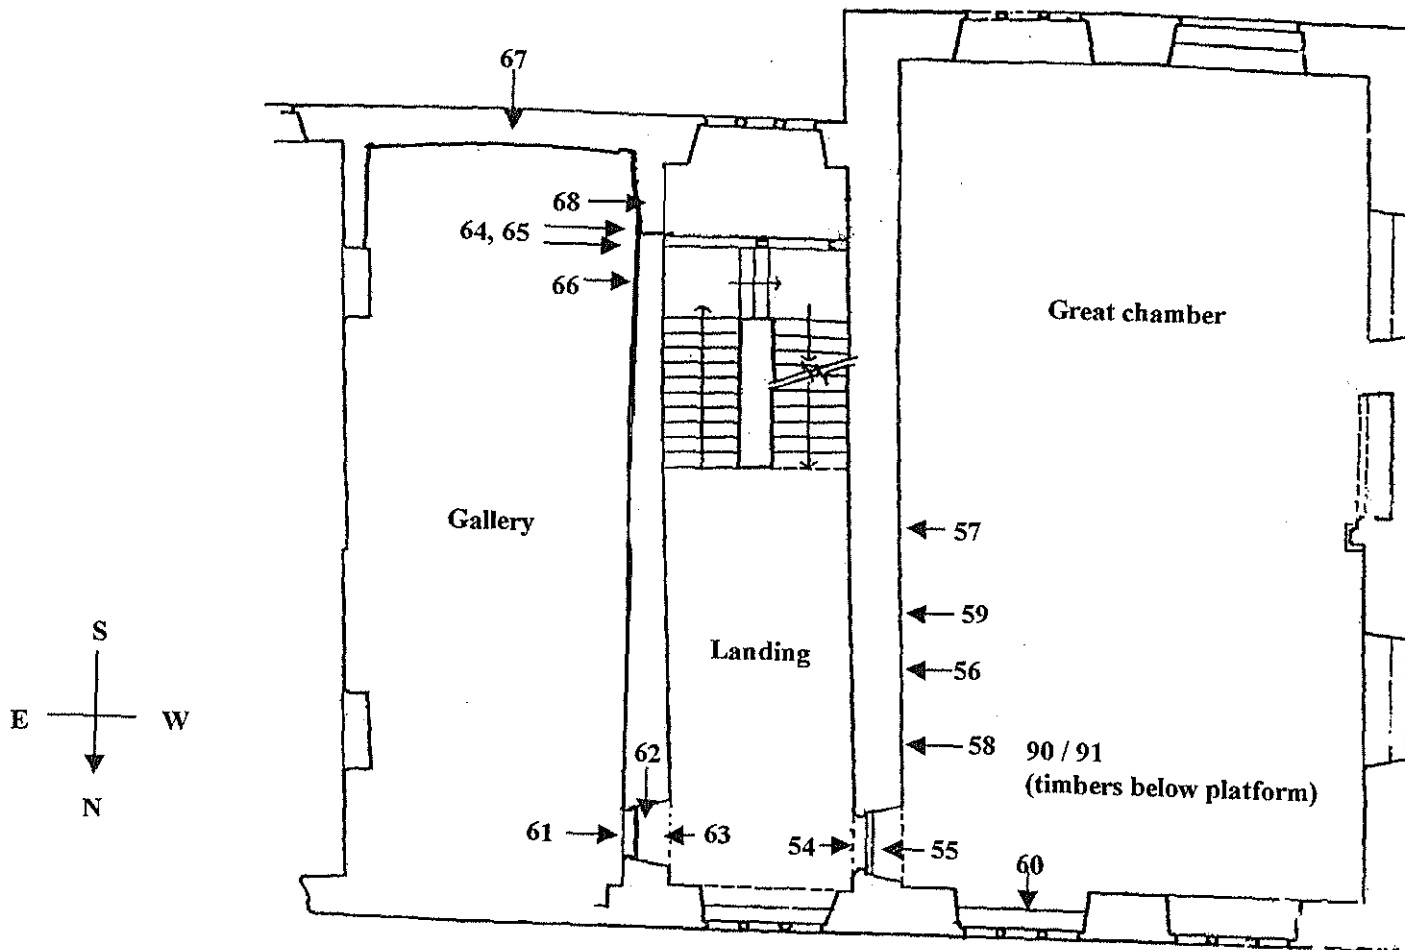 67
68
64, 65
66
Great chamber
Gallery
57
59
56
58
Landing
S
E
W
N
62
90 / 91
(timbers below platform)
61
63
54
55
60